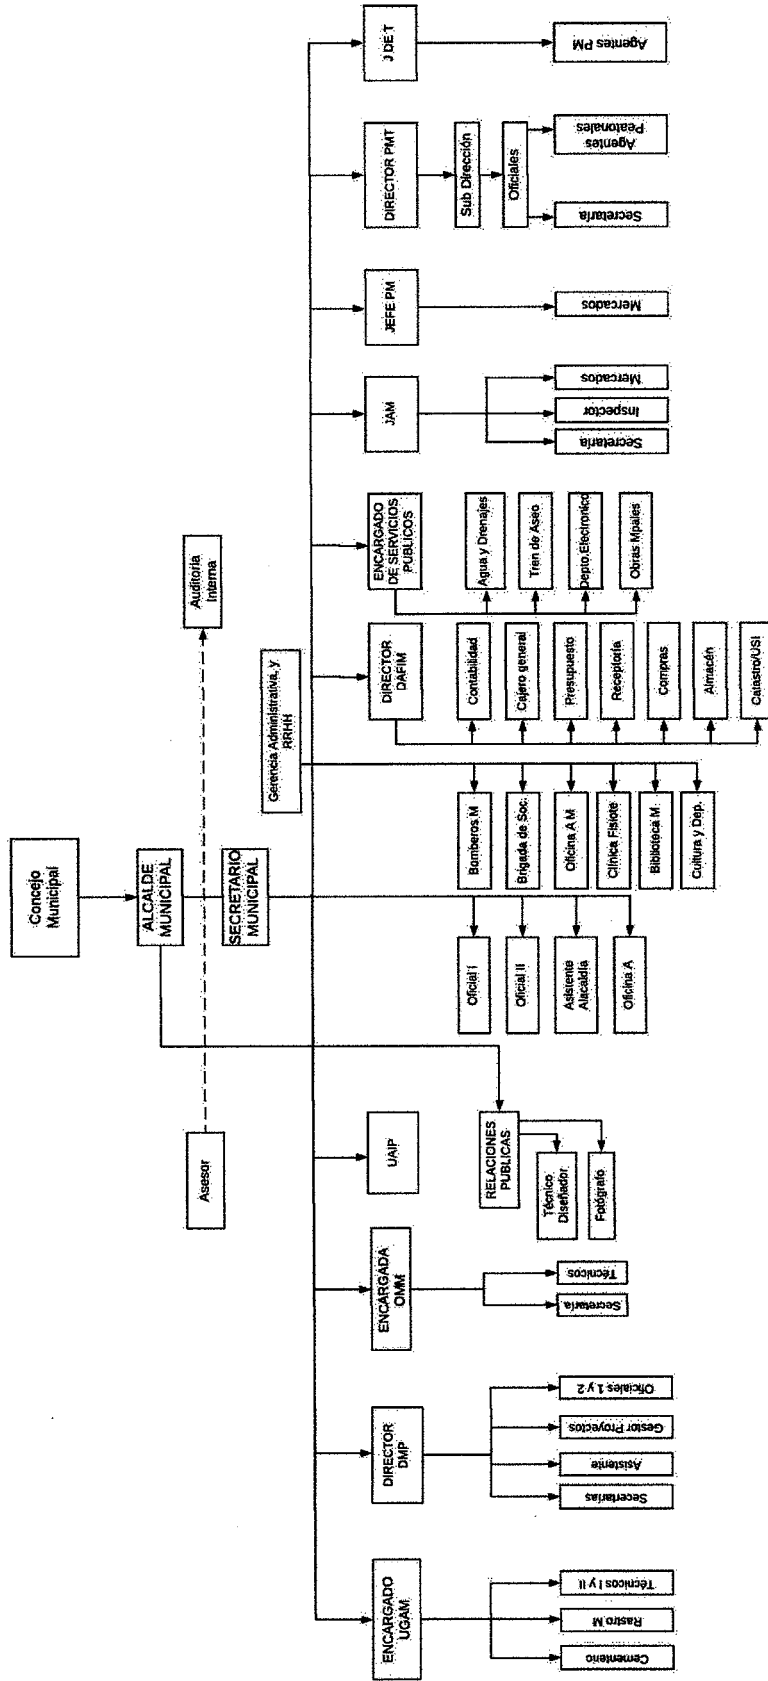 Concejo
Municipal
ALCALDE
MUNICIPAL
Asesor
Auditoria
Interna
SECRETARIO
MUNICIPAL
Gerencia Administrativa, y
RRHH
ENCARGADO
UGAM
DIRECTOR
DMP
ENCARGADA
OMM
UAIP
DIRECTOR
DAFIM
ENCARGADO
DE SERVICIOS
PUBLICOS
JAM
JEFE PM
DIRECTOR PMT
J DE T
Cementerio
Rastro M
Técnicos I y II
Secertarias
Asistente
Gestor Proyectos
Oficiales 1 y 2
Secretaria
Técnicos
RELACIONES
PUBLICAS
Técnico
Diseñador
Fotógrafo
Oficial I
Oficial II
Asistente
Alacaldía
Oficina A
Bomberos M
Brigada de Soc.
Oficina A M
Clínica Fisiote
Biblioteca M
Cultura y Dep.
Contabilidad
Cajero general
Presupuesto
Receptoría
Compras
Almacén
Catastro/USI
Agua y Drenajes
Tren de Aseo
Depto.Electronico
Obras Mpales
Secretaria
Inspector
Mercados
Mercados
Sub Dirección
Oficiales
Secretaria
Agentes
Peatonales
Agentes PM